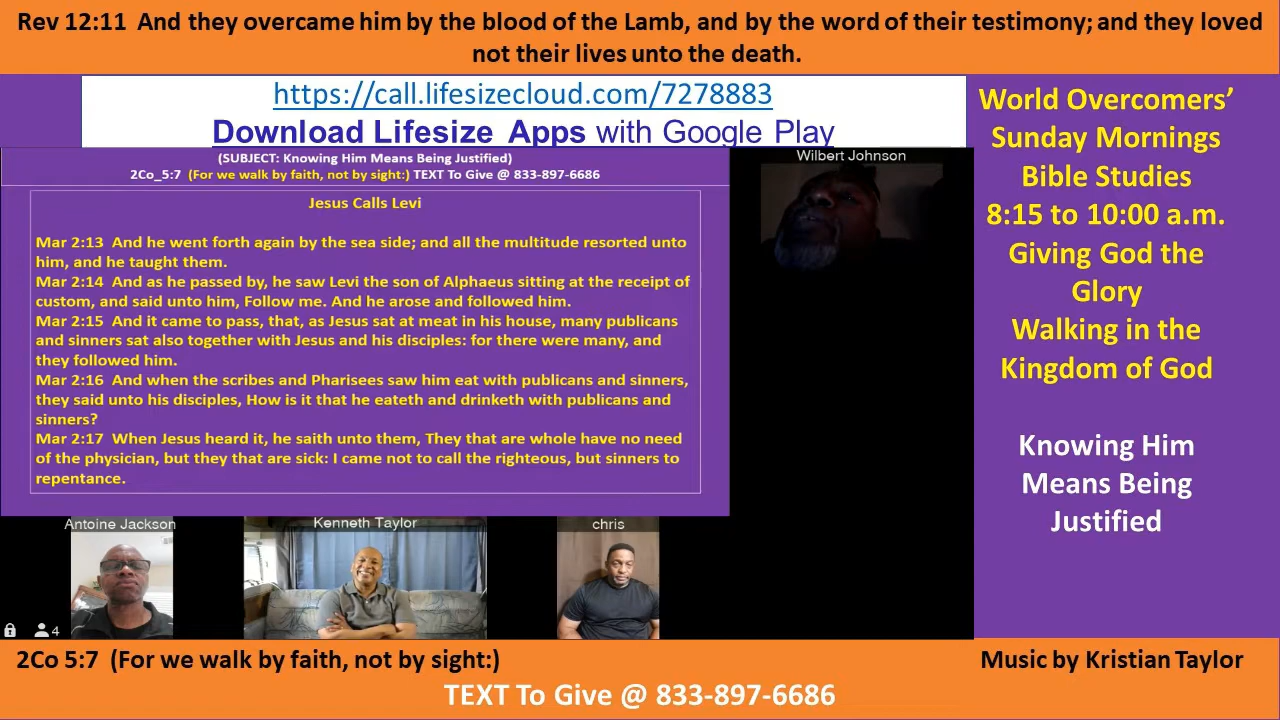 Rev 12:11  And they overcame him by the blood of the Lamb, and by the word of their testimony; and they loved
not their lives unto the death.
https://call.lifesizecloud.com/7278883
Download Lifesize Apps with Google Play
(SUBJECT: Knowing Him Means Being Justified)
2Co_5:7  (For we walk by faith, not by sight:) TEXT To Give @ 833-897-6686
Jesus Calls Levi
Mar 2:13  And he went forth again by the sea side; and all the multitude resorted unto
him, and he taught them.
Mar 2:14  And as he passed by, he saw Levi the son of Alphaeus sitting at the receipt of
custom, and said unto him, Follow me. And he arose and followed him.
Mar 2:15  And it came to pass, that, as Jesus sat at meat in his house, many publicans
and sinners sat also together with Jesus and his disciples: for there were many, and
they followed him.
Mar 2:16  And when the scribes and Pharisees saw him eat with publicans and sinners,
they said unto his disciples, How is it that he eateth and drinketh with publicans and
sinners?
Mar 2:17  When Jesus heard it, he saith unto them, They that are whole have no need
of the physician, but they that are sick: I came not to call the righteous, but sinners to
repentance.
Wilbert Johnson
Antoine Jackson
Kenneth Taylor
chris
4
World Overcomers’
Sunday Mornings
Bible Studies
8:15 to 10:00 a.m.
Giving God the
Glory
Walking in the
Kingdom of God
Knowing Him
Means Being
Justified
2Co 5:7  (For we walk by faith, not by sight:)
Music by Kristian Taylor
TEXT To Give @ 833-897-6686